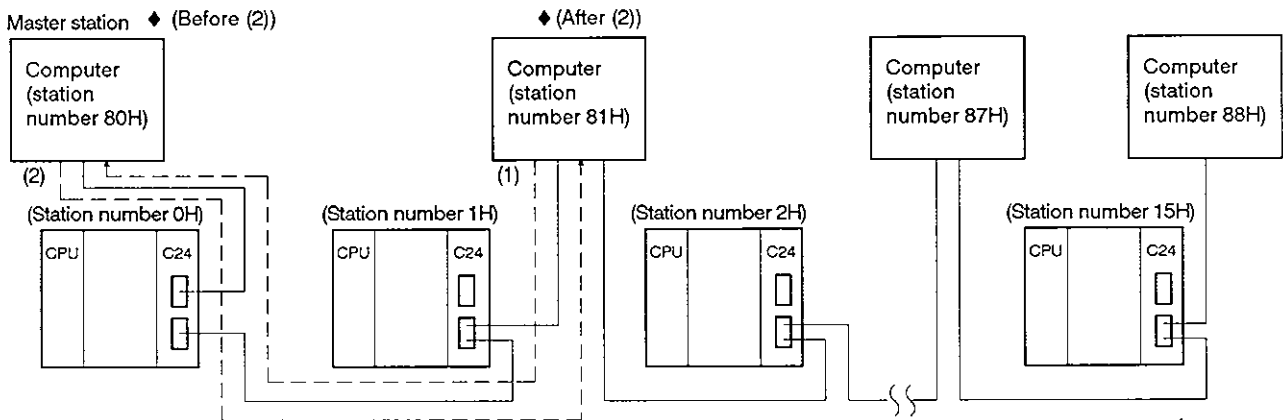 Master station ♦ (Before (2))
♦ (After (2))
Computer
(station
number 80H)
Computer
(station
number 81H)
Computer
(station
number 87H)
Computer
(station
number 88H)
(2)
(1)
(Station number 0H)
(Station number 1H)
(Station number 2H)
(Station number 15H)
CPU
C24
CPU
C24
CPU
C24
CPU
C24